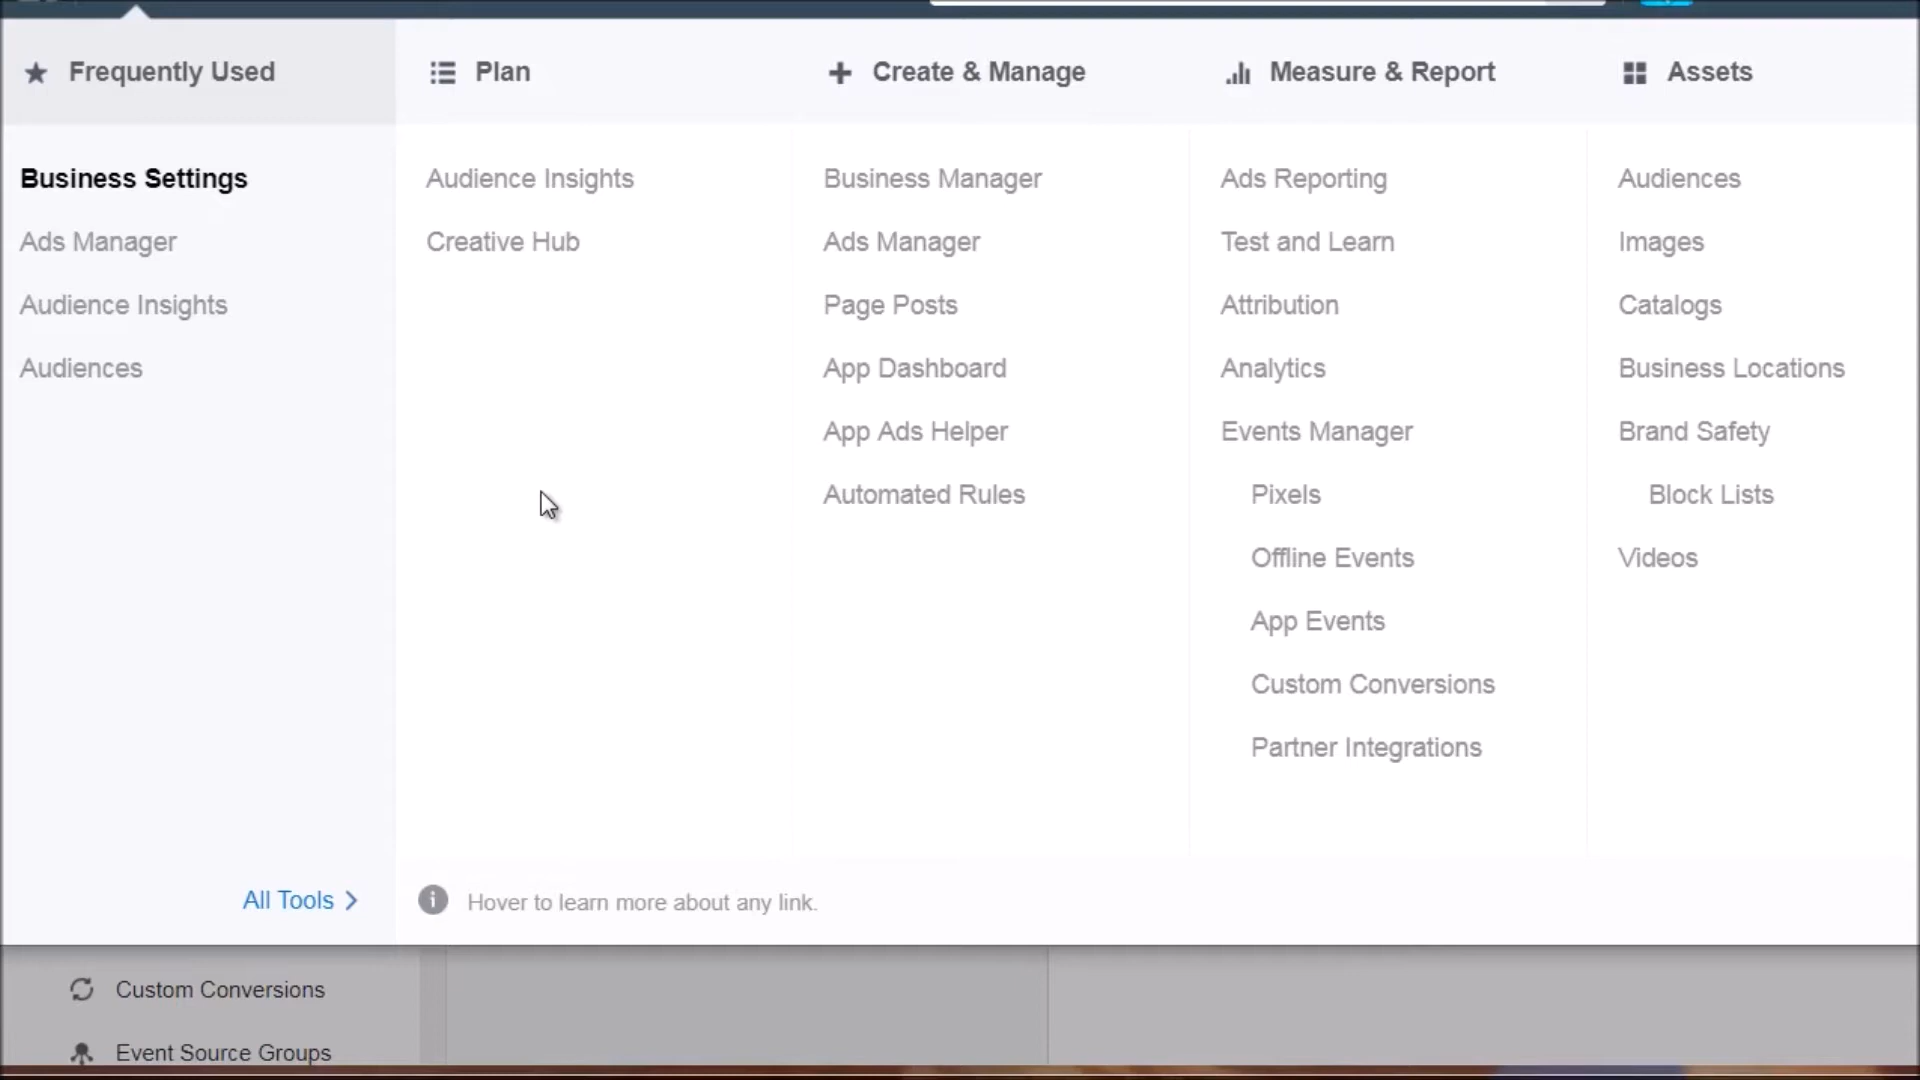 Frequently Used
Business Settings
Ads Manager
Audience Insights
Audiences
All Tools
Plan
Audience Insights
Creative Hub
Create & Manage
Business Manager
Ads Manager
Page Posts
App Dashboard
App Ads Helper
Automated Rules
Measure & Report
Ads Reporting
Test and Learn
Attribution
Analytics
Events Manager
Pixels
Offline Events
App Events
Custom Conversions
Partner Integrations
Assets
Audiences
Images
Catalogs
Business Locations
Brand Safety
Block Lists
Videos
Hover to learn more about any link.
Custom Conversions
Event Source Groups